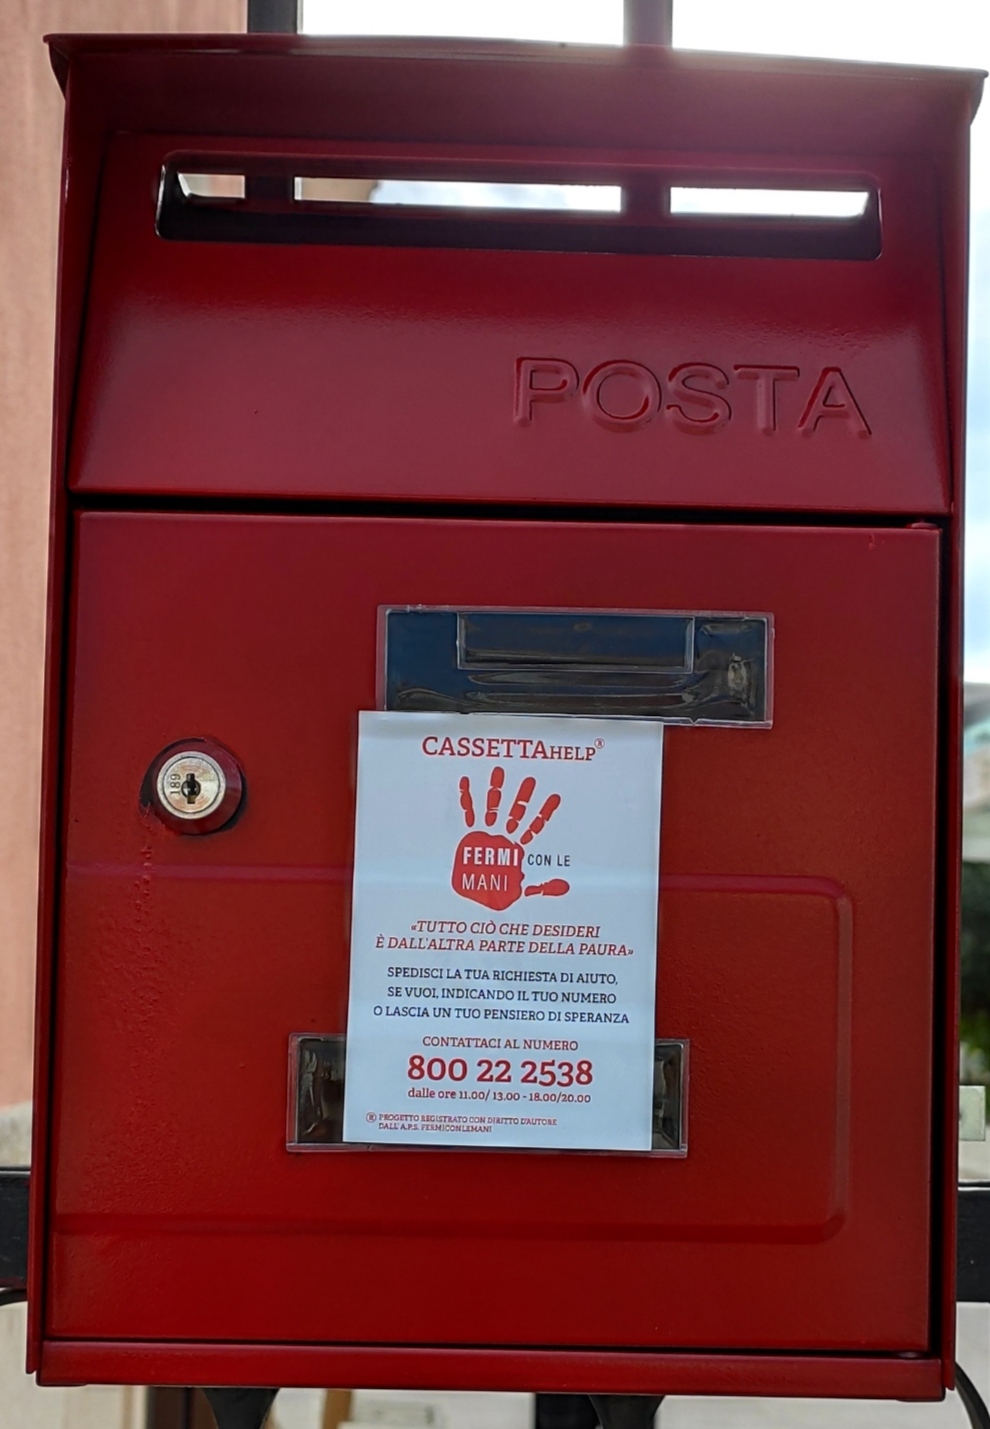 POSTA
189
CASSETTAHELP®
FERMI CON LE
MANI
«TUTTO CIÒ CHE DESIDERI
È DALL'ALTRA PARTE DELLA PAURA»
SPEDISCI LA TUA RICHIESTA DI AIUTO,
SE VUOI, INDICANDO IL TUO NUMERO
O LASCIA UN TUO PENSIERO DI SPERANZA
CONTATTACI AL NUMERO
800 22 2538
dalle ore 11.00/ 13.00 - 18.00/20.00
® PROGETTO REGISTRATO CON DIRITTO D'AUTORE
DALL'A.P.S. FERMICONLEMANI